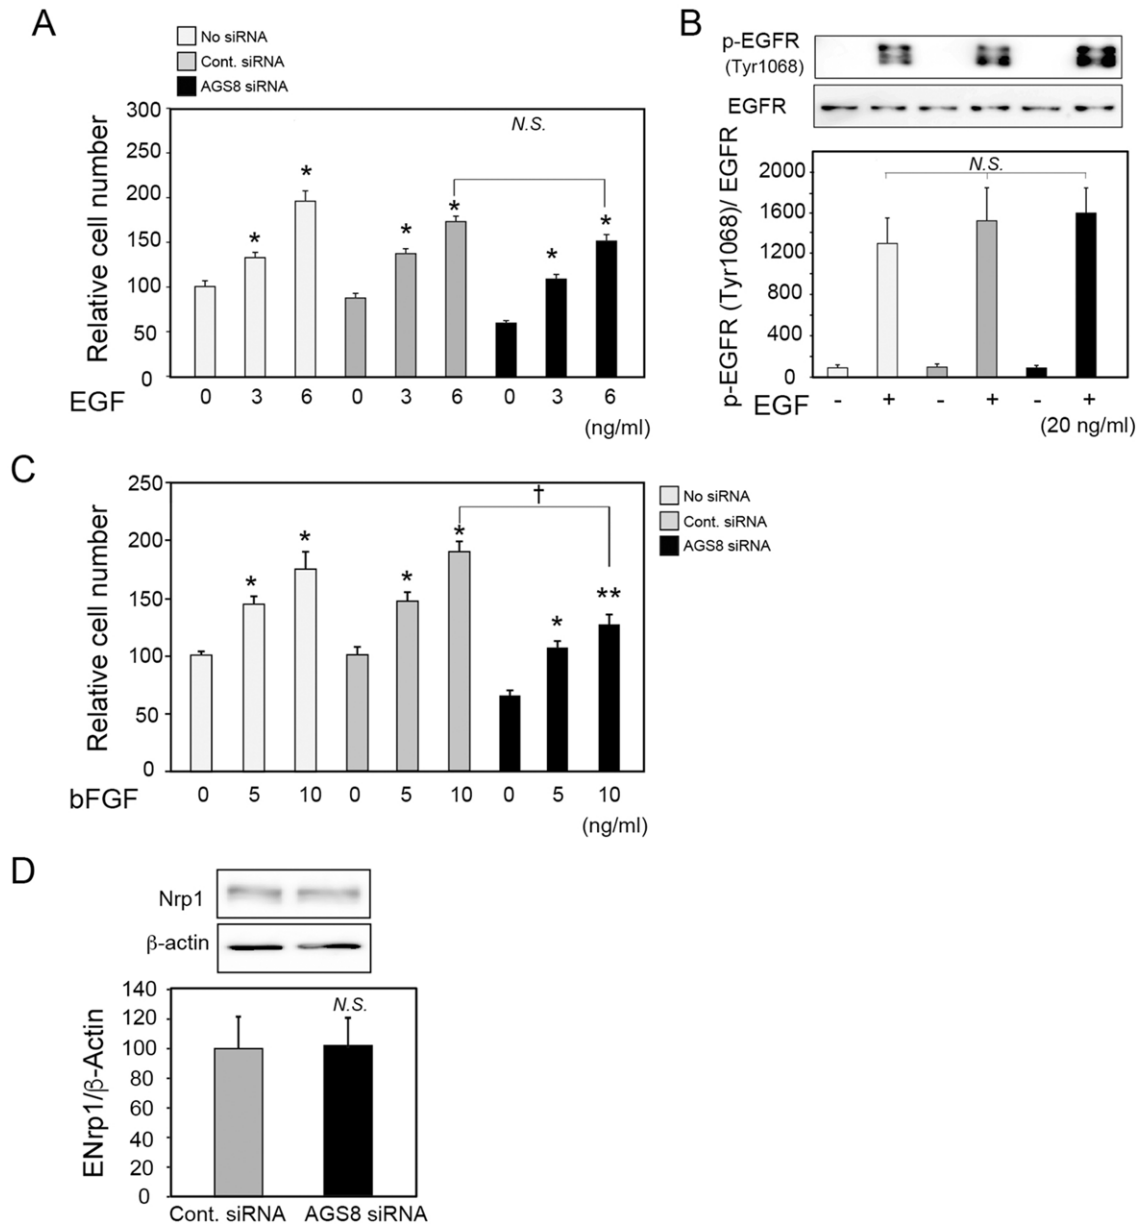 A
No siRNA
Cont. siRNA
AGS8 siRNA
Relative cell number
300
250
200
150
100
50
0
N.S.
*
*
*
*
*
*
EGF
0 3 6 0 3 6 0 3 6
(ng/ml)
B
p-EGFR
(Tyr1068)
EGFR
p-EGFR (Tyr1068)/ EGFR
2000
1600
1200
800
400
0
N.S.
EGF
- + - + - +
(20 ng/ml)
C
No siRNA
Cont. siRNA
AGS8 siRNA
Relative cell number
250
200
150
100
50
0
†
*
*
*
*
*
**
bFGF
0 5 10 0 5 10 0 5 10
(ng/ml)
D
Nrp1
β-actin
ENrp1/β-Actin
140
120
100
80
60
40
20
0
N.S.
Cont. siRNA AGS8 siRNA